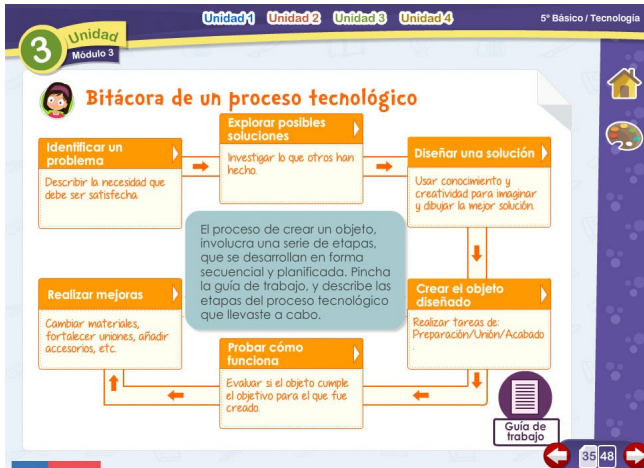 Unidad 1 Unidad 2 Unidad 3 Unidad 4
5° Básico / Tecnología
3
Unidad
Módulo 3
Bitácora de un proceso tecnológico
Identificar un
problema
Describir la necesidad que
debe ser satisfecha.
Explorar posibles
soluciones
Investigar lo que otros han
hecho.
Diseñar una solución
Usar conocimiento y
creatividad para imaginar
y dibujar la mejor solución.
El proceso de crear un objeto,
involucra una serie de etapas,
que se desarrollan en forma
secuencial y planificada. Pincha
la guía de trabajo, y describe las
etapas del proceso tecnológico
que llevaste a cabo.
Crear el objeto
diseñado
Realizar tareas de:
Preparación/Unión/Acabado
.
Probar cómo
funciona
Evaluar si el objeto cumple
el objetivo para el que fue
creado.
Realizar mejoras
Cambiar materiales,
fortalecer uniones, añadir
accesorios, etc.
Guía de
trabajo
35 48